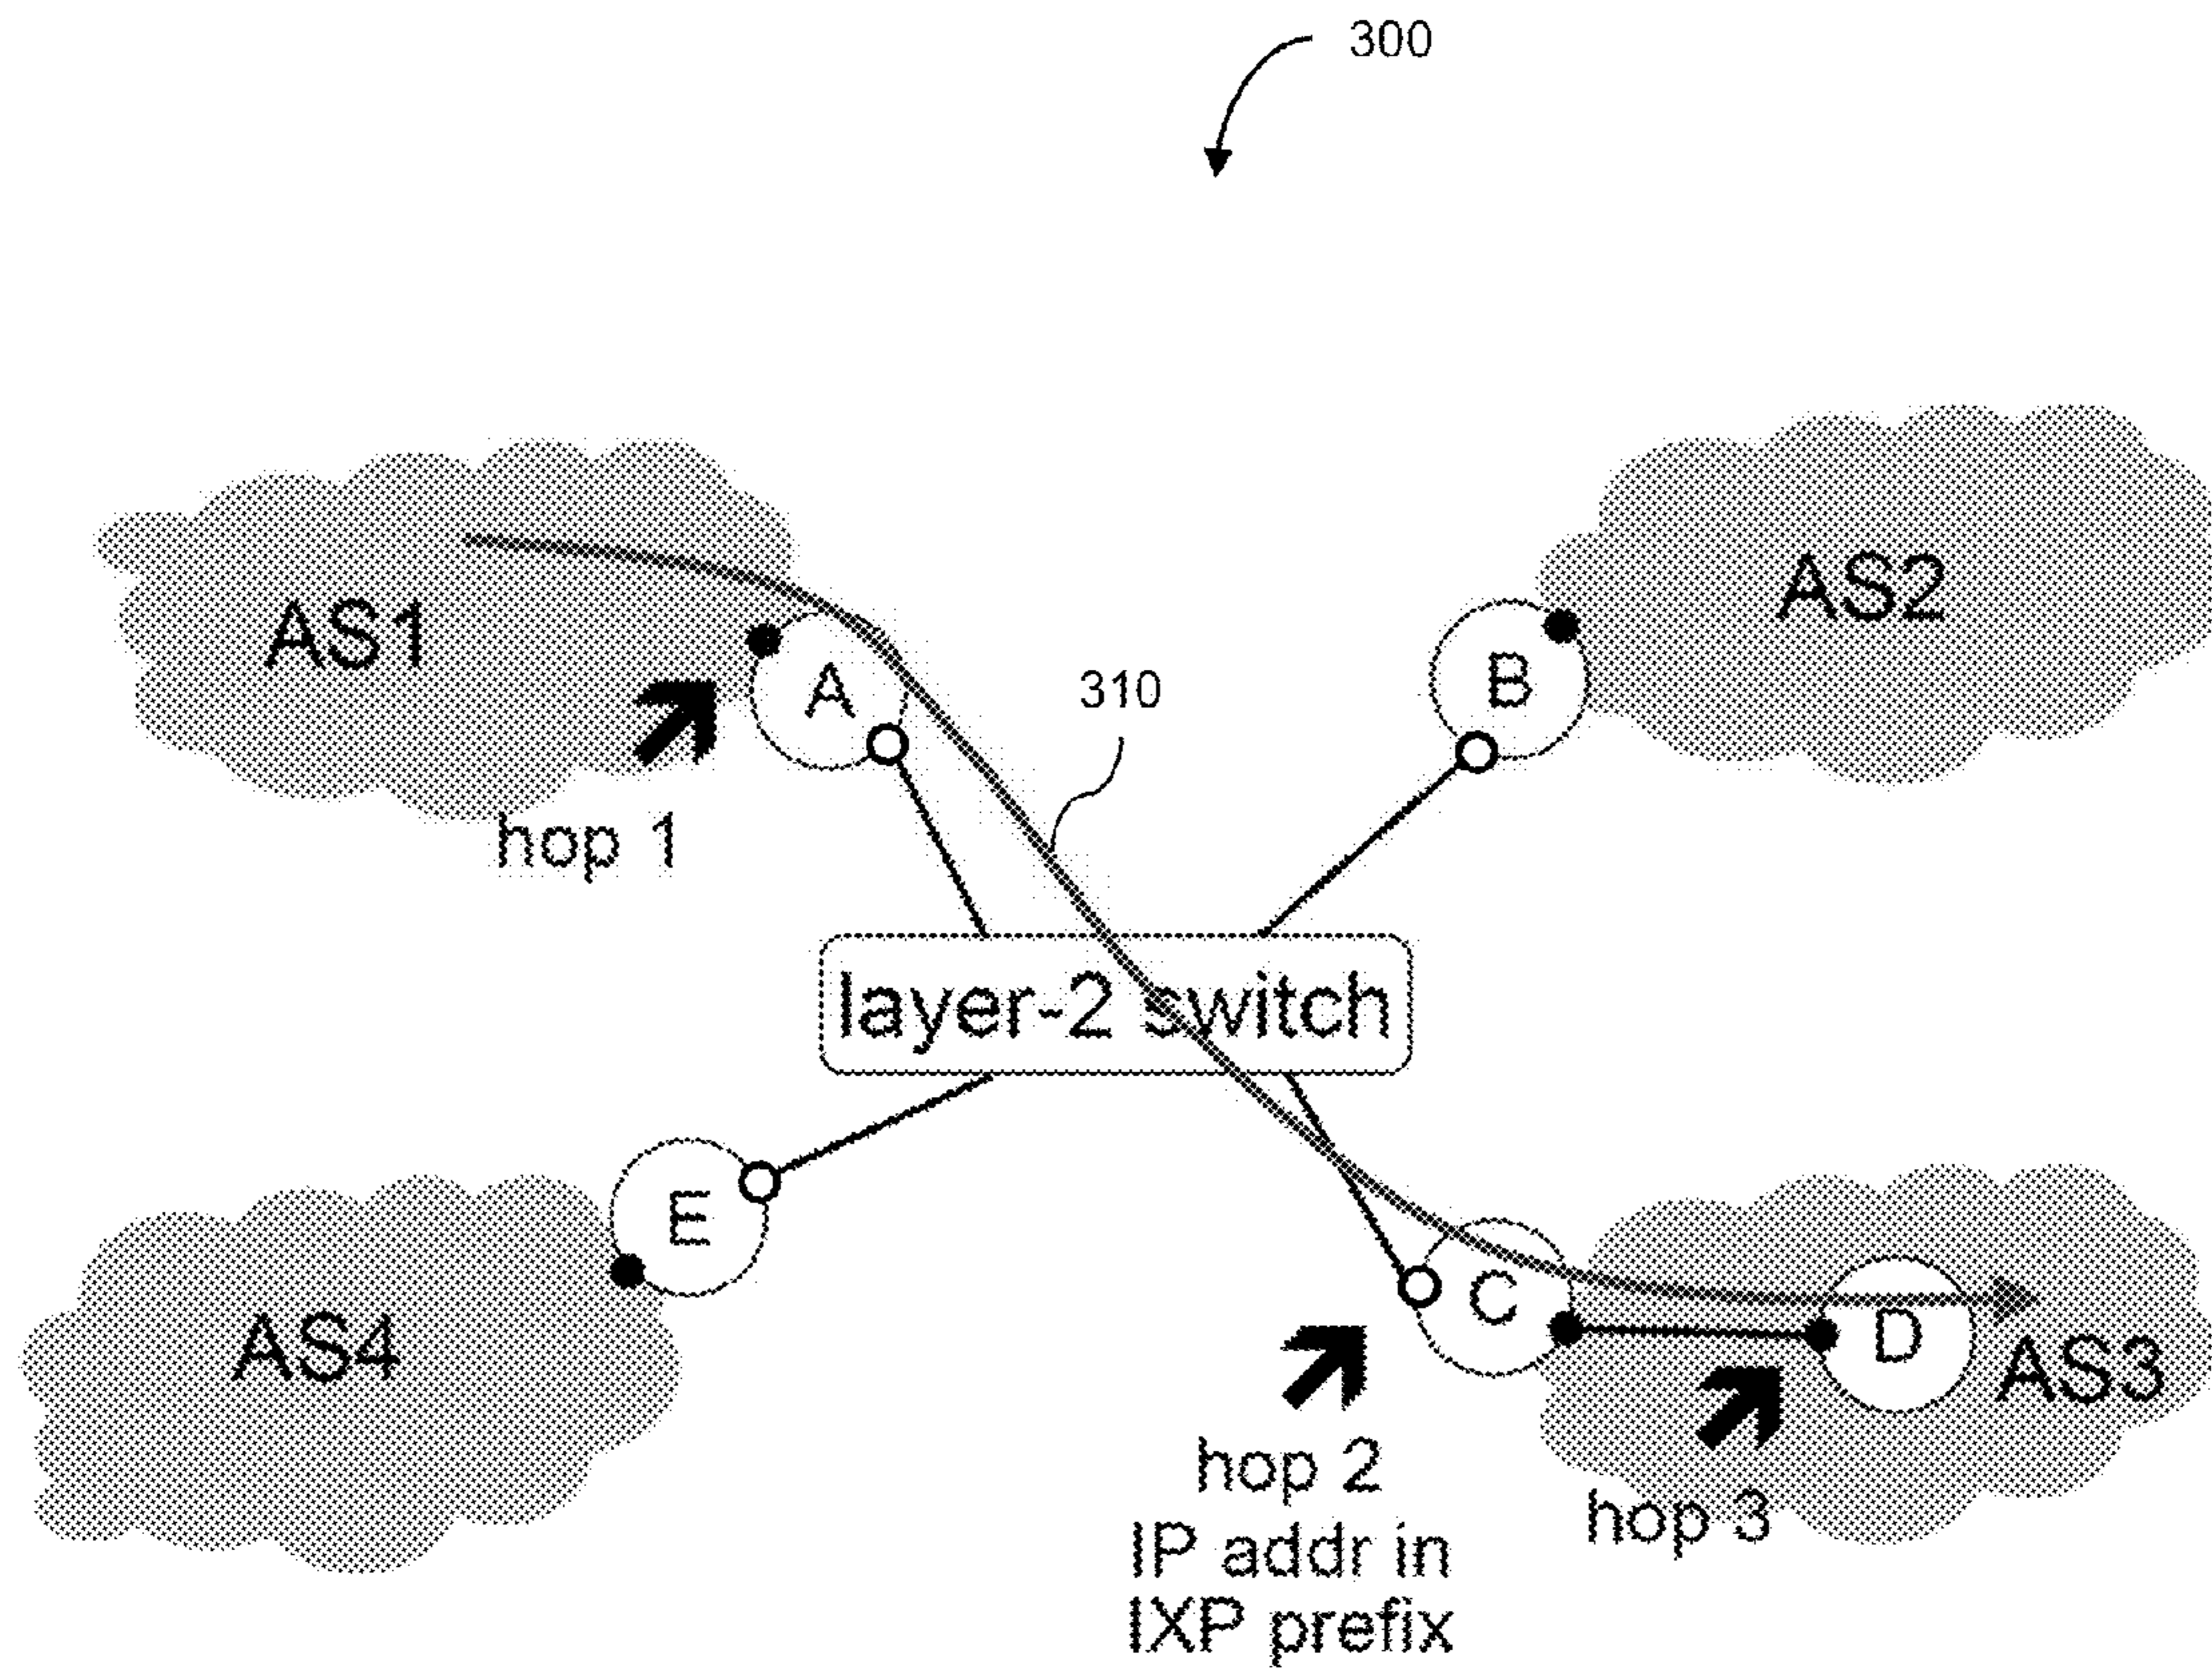 300
AS1
AS2
A
B
310
hop 1
layer-2 switch
E
C
D
AS4
AS3
hop 2
IP addr in
IXP prefix
hop 3